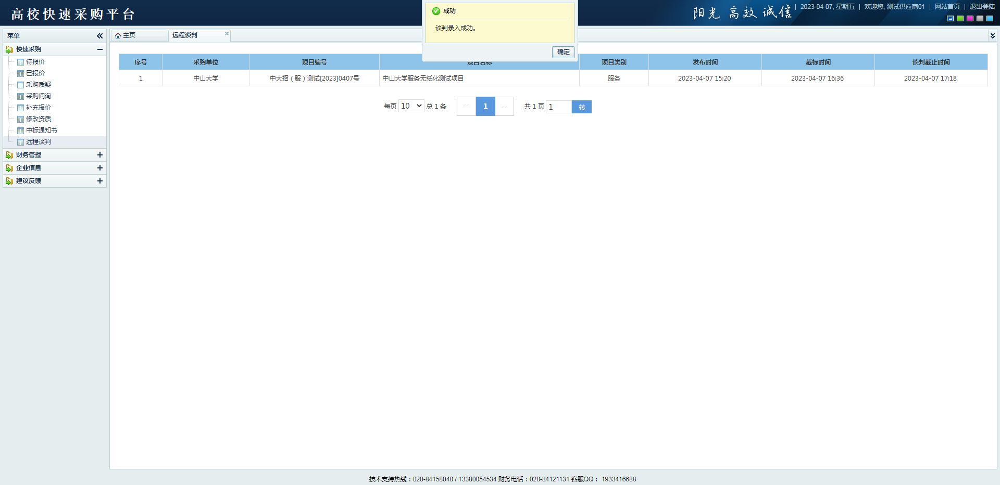 高校快速采购平台
阳光 高效 诚信
2023-04-07, 星期五 | 欢迎您, 测试供应商01 | 网站首页 | 退出登陆
成功
谈判录入成功。
确定
菜单
主页
远程谈判
快速采购
待报价
已报价
采购质疑
采购问询
补充报价
修改资质
中标通知书
远程谈判
财务管理
企业信息
建议反馈
序号 采购单位 项目编号 项目名称 项目类别 发布时间 截标时间 谈判截止时间
1 中山大学 中大招（服）测试[2023]0407号 中山大学服务无纸化测试项目 服务 2023-04-07 15:20 2023-04-07 16:36 2023-04-07 17:18
每页 10 总 1 条 1 共 1 页 1 转
技术支持热线：020-84158040 / 13380054534 财务电话：020-84121131 客服QQ： 1933416688